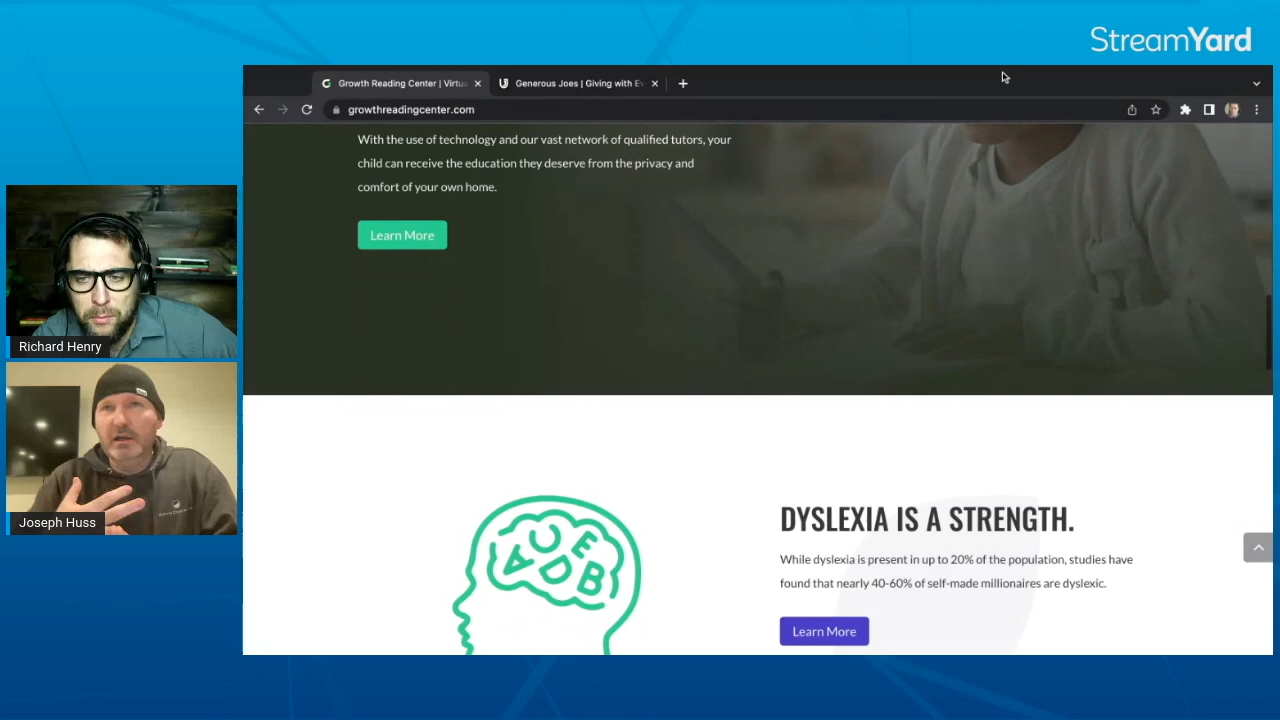 StreamYard
Growth Reading Center | Virtu
Generous Joes | Giving with Ev
growthreadingcenter.com
With the use of technology and our vast network of qualified tutors, your
child can receive the education they deserve from the privacy and
comfort of your own home.
Learn More
Richard Henry
Joseph Huss
A U E
D B
DYSLEXIA IS A STRENGTH.
While dyslexia is present in up to 20% of the population, studies have
found that nearly 40-60% of self-made millionaires are dyslexic.
Learn More